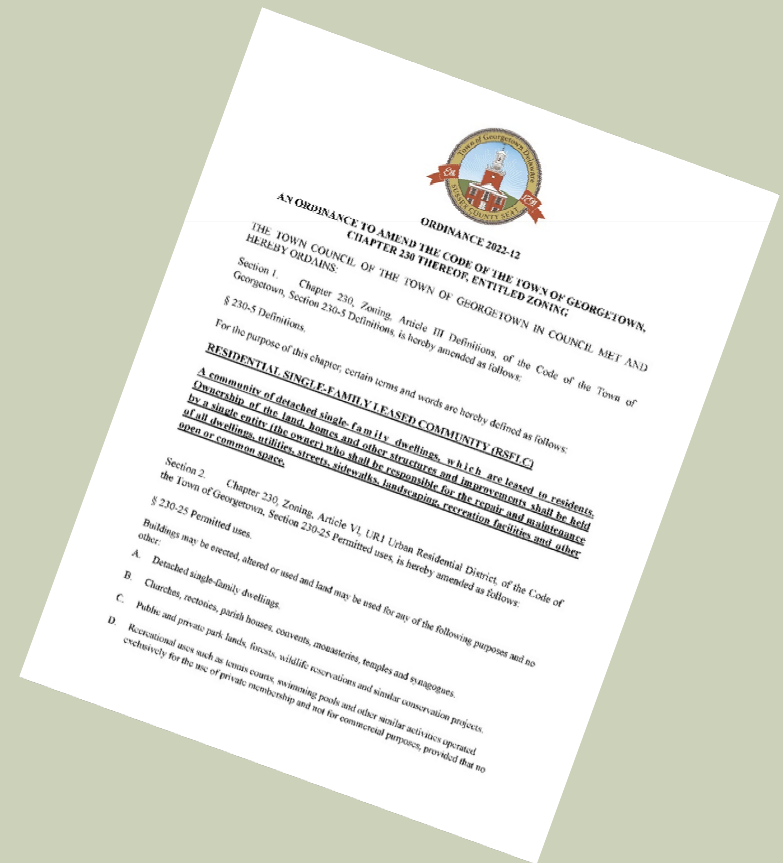 Town of Georgetown Delaware
SUSSEX COUNTY SEAT
ORDINANCE 2022-12
AN ORDINANCE TO AMEND THE CODE OF THE TOWN OF GEORGETOWN,
CHAPTER 230 THEREOF, ENTITLED ZONING
THE TOWN COUNCIL OF THE TOWN OF GEORGETOWN IN COUNCIL MET AND
HEREBY ORDAINS:
Section 1. Chapter 230, Zoning, Article III Definitions, of the Code of the Town of
Georgetown, Section 230-5 Definitions, is hereby amended as follows:
§ 230-5 Definitions.
For the purpose of this chapter, certain terms and words are hereby defined as follows:
RESIDENTIAL SINGLE-FAMILY LEASED COMMUNITY (RSFLC)
A community of detached single-family dwellings, which are leased to residents.
Ownership of the land, homes and other structures and improvements shall be held
by a single entity (the owner) who shall be responsible for the repair and maintenance
of all dwellings, utilities, streets, sidewalks, landscaping, recreation facilities and other
open or common space.
Section 2. Chapter 230, Zoning, Article VI, UR1 Urban Residential District, of the Code of
the Town of Georgetown, Section 230-25 Permitted uses, is hereby amended as follows:
§ 230-25 Permitted uses.
Buildings may be erected, altered or used and land may be used for any of the following purposes and no
other:
A. Detached single-family dwellings.
B. Churches, rectories, parish houses, convents, monasteries, temples and synagogues.
C. Public and private park lands, forests, wildlife reservations and similar conservation projects.
D. Recreational uses such as tennis courts, swimming pools and other similar activities operated
exclusively for the use of private membership and not for commercial purposes, provided that no